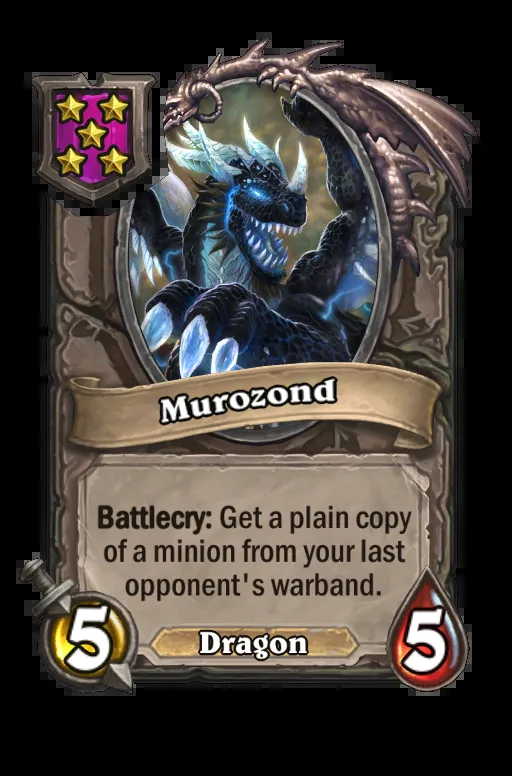 Murozond
Battlecry: Get a plain copy
of a minion from your last
opponent's warband.
5
Dragon
5